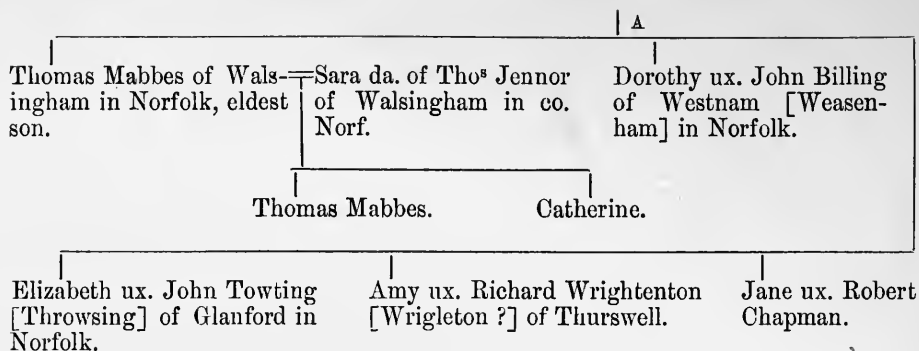 A
Thomas Mabbes of Wals-
ingham in Norfolk, eldest
son.
Sara da. of Thoˢ Jennor
of Walsingham in co.
Norf.
Dorothy ux. John Billing
of Westnam [Weasen-
ham] in Norfolk.
Thomas Mabbes.
Catherine.
Elizabeth ux. John Towting
[Throwsing] of Glanford in
Norfolk.
Amy ux. Richard Wrightenton
[Wrigleton ?] of Thurswell.
Jane ux. Robert
Chapman.